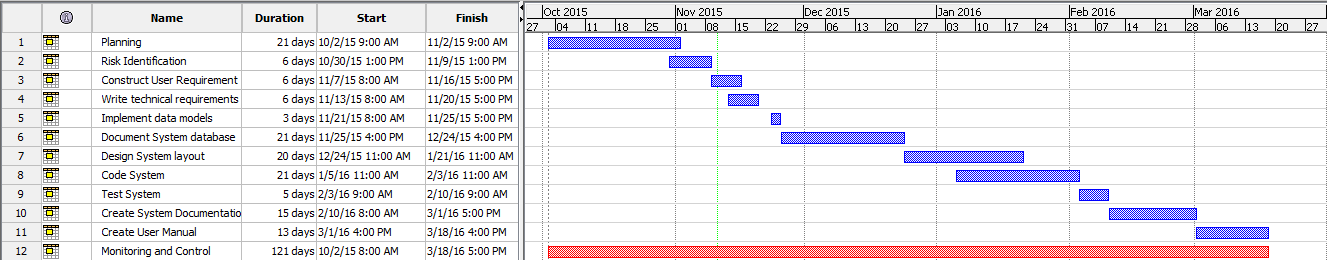 Name Duration Start Finish
Oct 2015 Nov 2015 Dec 2015 Jan 2016 Feb 2016 Mar 2016
27 04 11 18 25 01 08 15 22 29 06 13 20 27 03 10 17 24 31 07 14 21 28 06 13 20 27
1 Planning 21 days 10/2/15 9:00 AM 11/2/15 9:00 AM
2 Risk Identification 6 days 10/30/15 1:00 PM 11/9/15 1:00 PM
3 Construct User Requirement 6 days 11/7/15 8:00 AM 11/16/15 5:00 PM
4 Write technical requirements 6 days 11/13/15 8:00 AM 11/20/15 5:00 PM
5 Implement data models 3 days 11/21/15 8:00 AM 11/25/15 5:00 PM
6 Document System database 21 days 11/25/15 4:00 PM 12/24/15 4:00 PM
7 Design System layout 20 days 12/24/15 11:00 AM 1/21/16 11:00 AM
8 Code System 21 days 1/5/16 11:00 AM 2/3/16 11:00 AM
9 Test System 5 days 2/3/16 9:00 AM 2/10/16 9:00 AM
10 Create System Documentatio 15 days 2/10/16 8:00 AM 3/1/16 5:00 PM
11 Create User Manual 13 days 3/1/16 4:00 PM 3/18/16 4:00 PM
12 Monitoring and Control 121 days 10/2/15 8:00 AM 3/18/16 5:00 PM